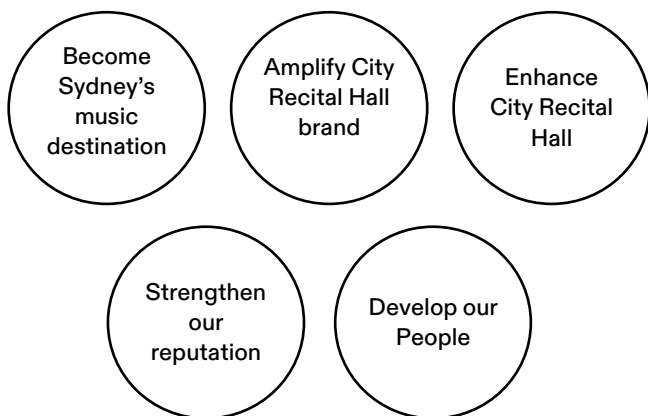 Become
Sydney’s
music
destination
Amplify City
Recital Hall
brand
Enhance
City Recital
Hall
Strengthen
our
reputation
Develop our
People